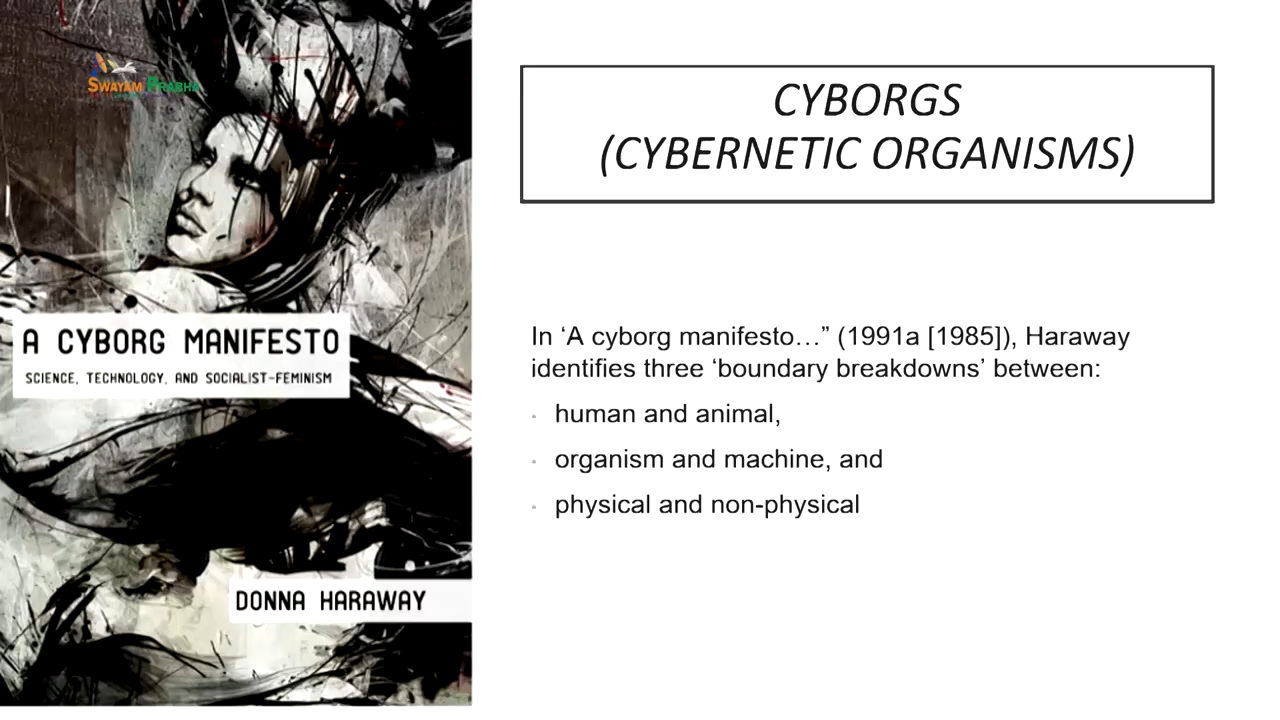 SWAYAM PRABHA
A CYBORG MANIFESTO
SCIENCE, TECHNOLOGY, AND SOCIALIST-FEMINISM
DONNA HARAWAY
CYBORGS
(CYBERNETIC ORGANISMS)
In ‘A cyborg manifesto…” (1991a [1985]), Haraway
identifies three ‘boundary breakdowns’ between:
· human and animal,
· organism and machine, and
· physical and non-physical